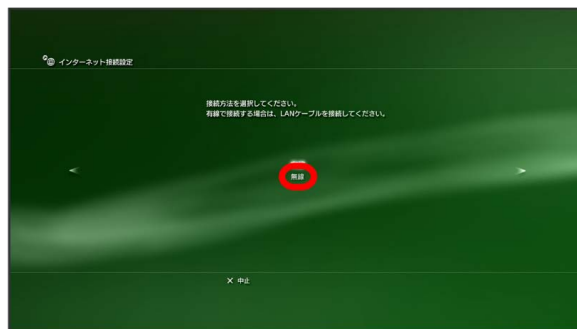 インターネット接続設定
接続方法を選択してください。
有線で接続する場合は、LANケーブルを接続してください。
無線
× 中止